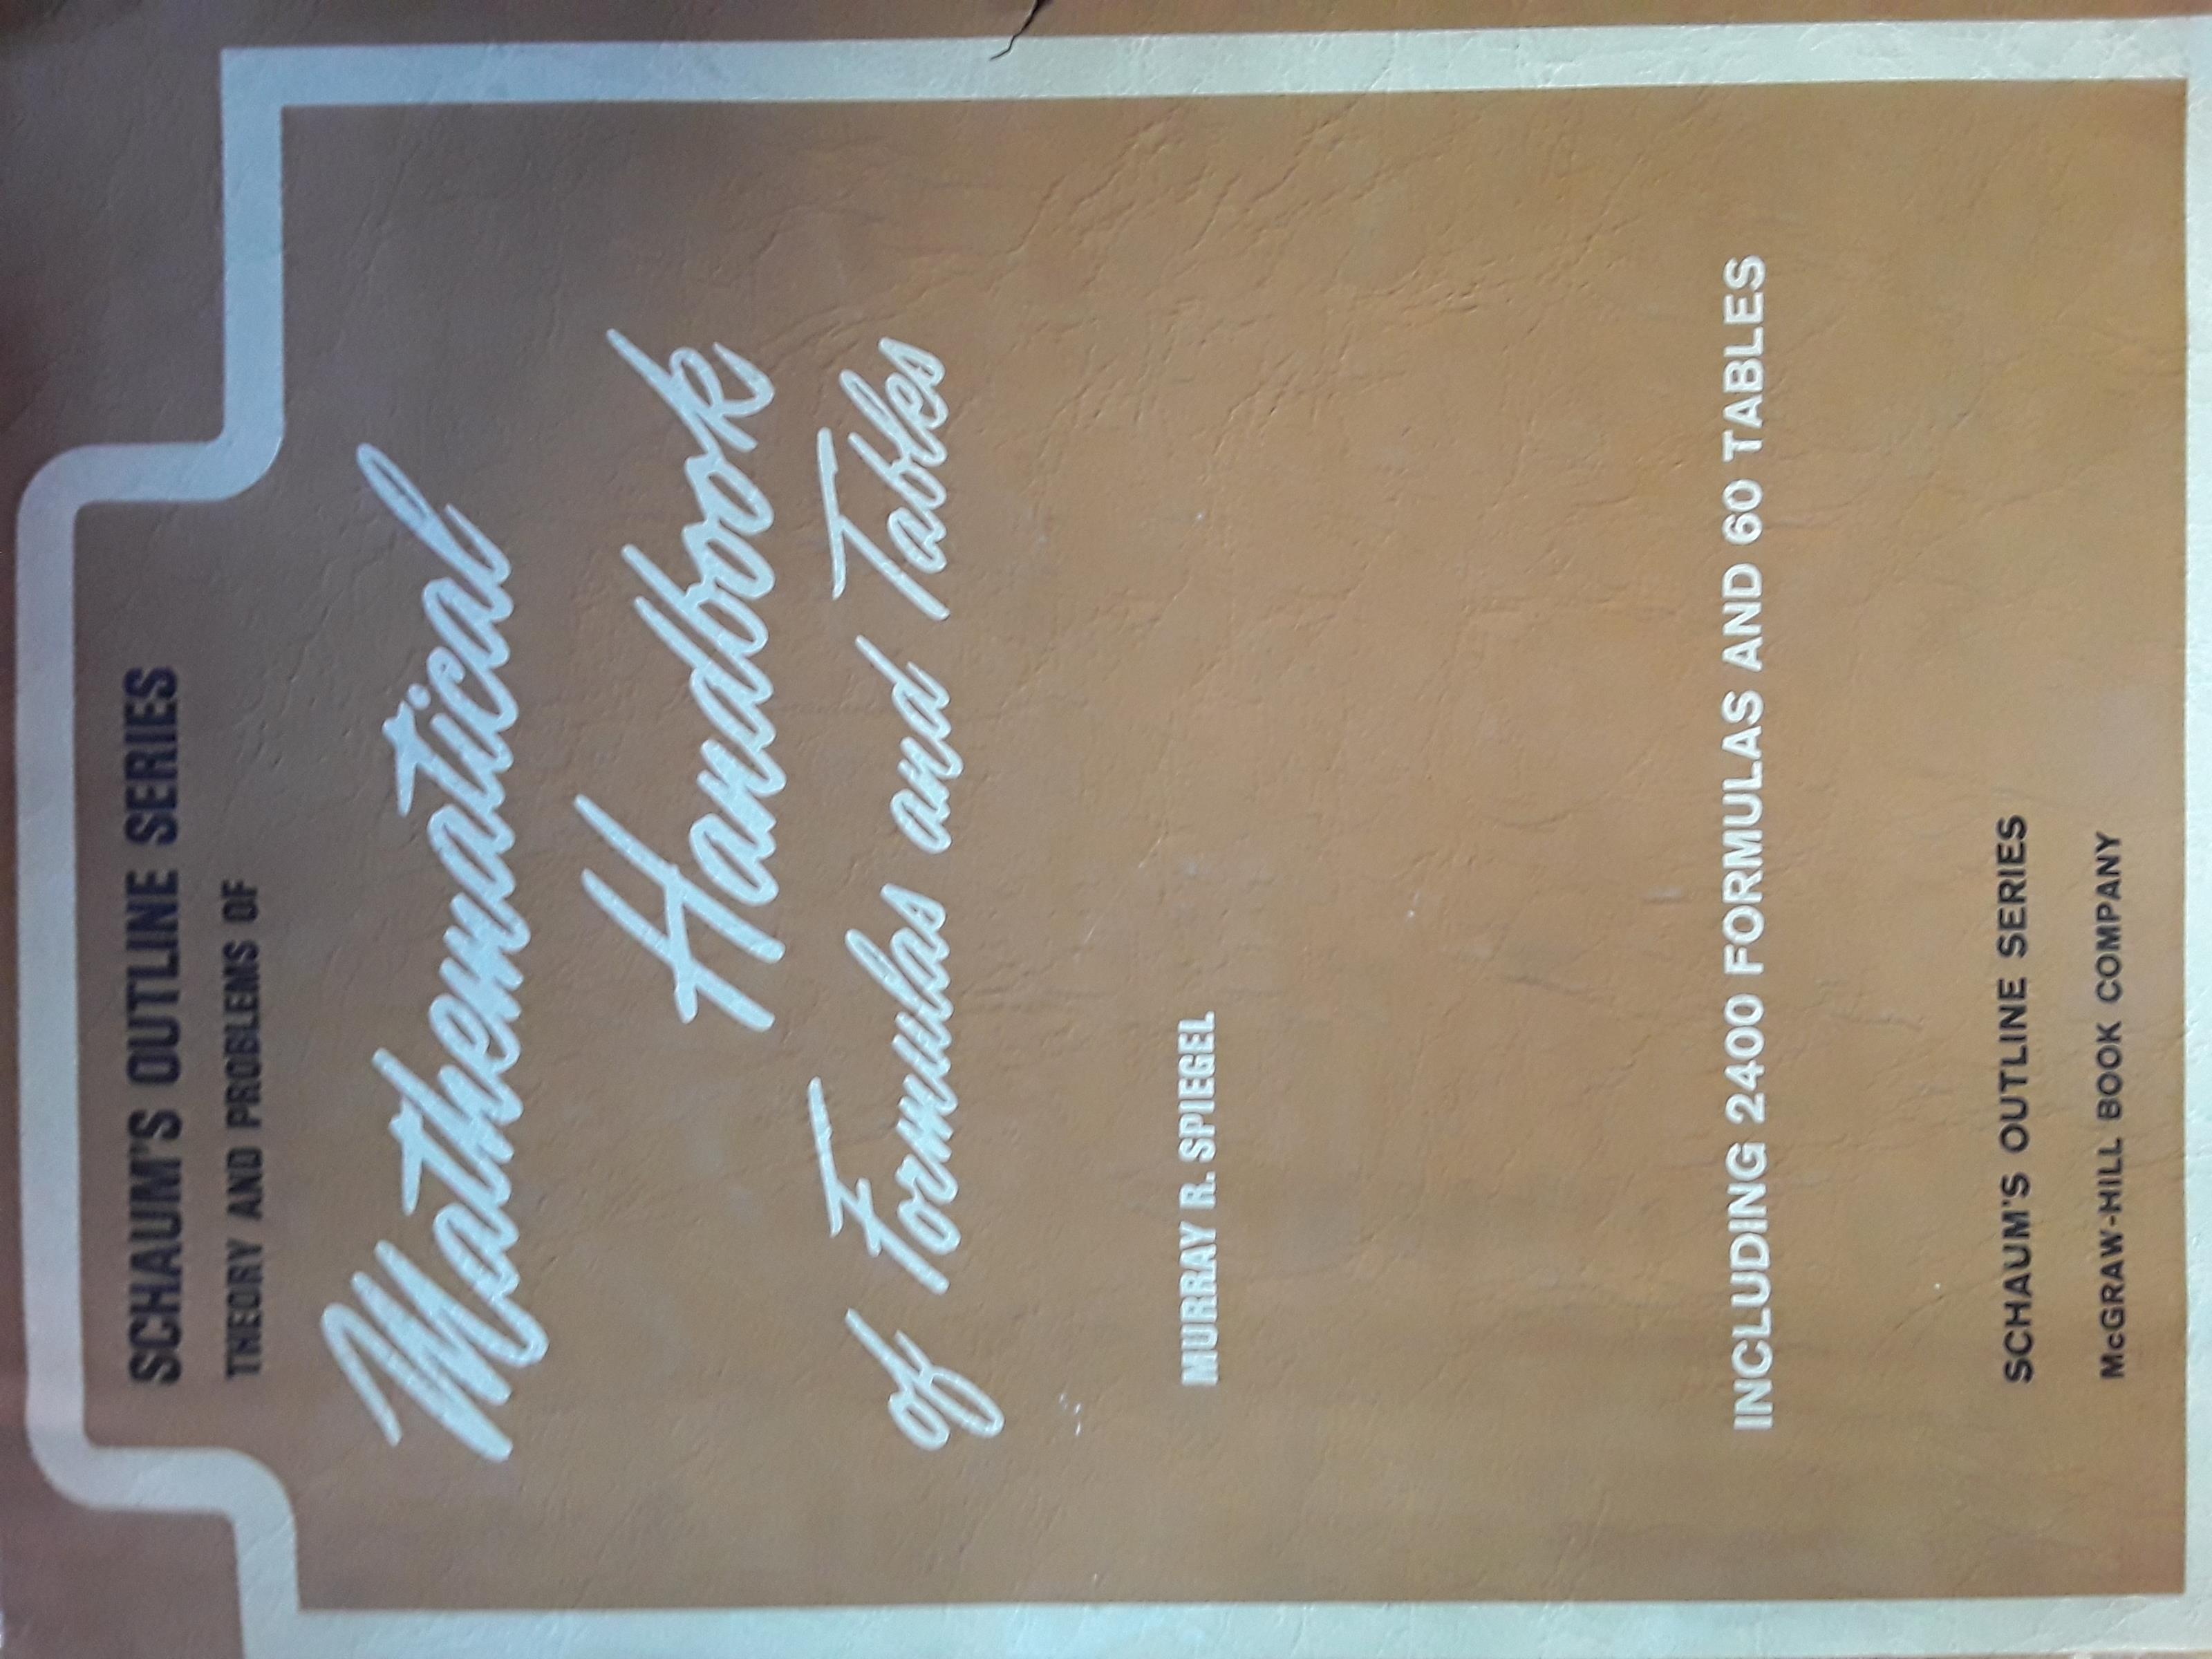 SCHAUM'S OUTLINE SERIES
THEORY AND PROBLEMS OF
Mathematical
Handbook
of Formulas and Tables
MURRAY R. SPIEGEL
INCLUDING 2400 FORMULAS AND 60 TABLES
SCHAUM'S OUTLINE SERIES
McGRAW-HILL BOOK COMPANY